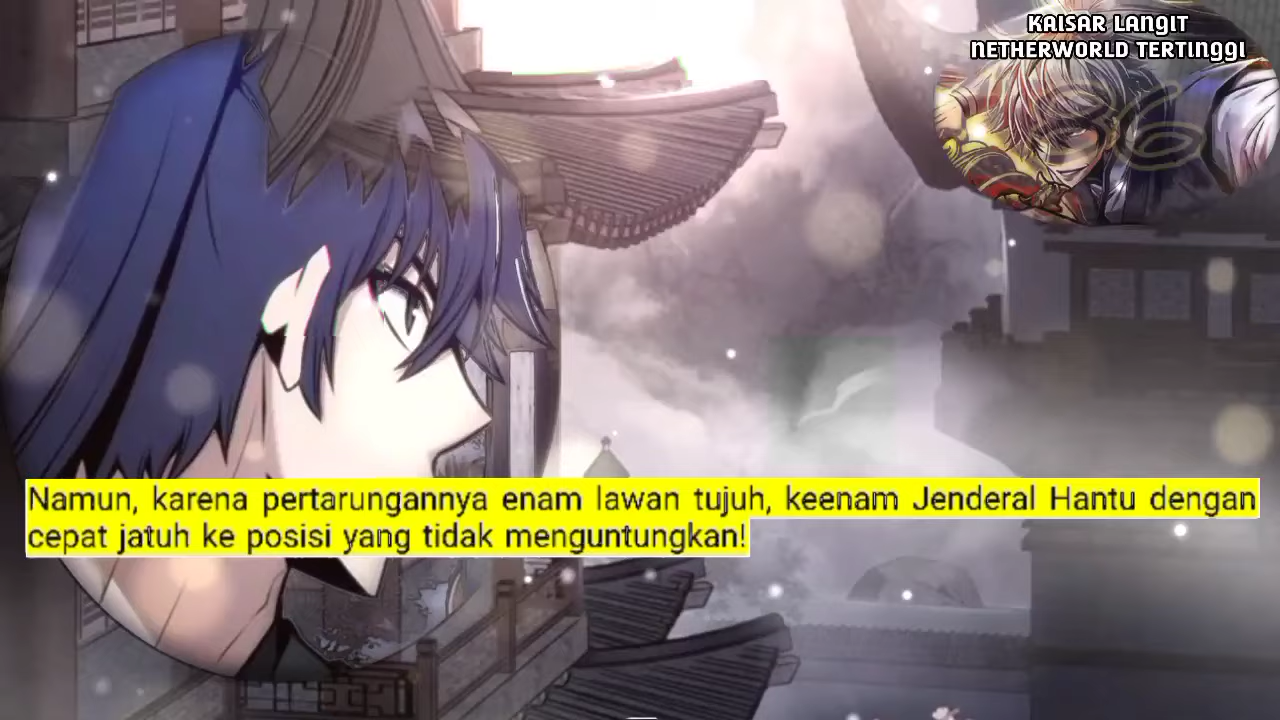 KAISAR LANGIT
NETHERWORLD TERTINGGI
36
Namun, karena pertarungannya enam lawan tujuh, keenam Jenderal Hantu dengan
cepat jatuh ke posisi yang tidak menguntungkan!